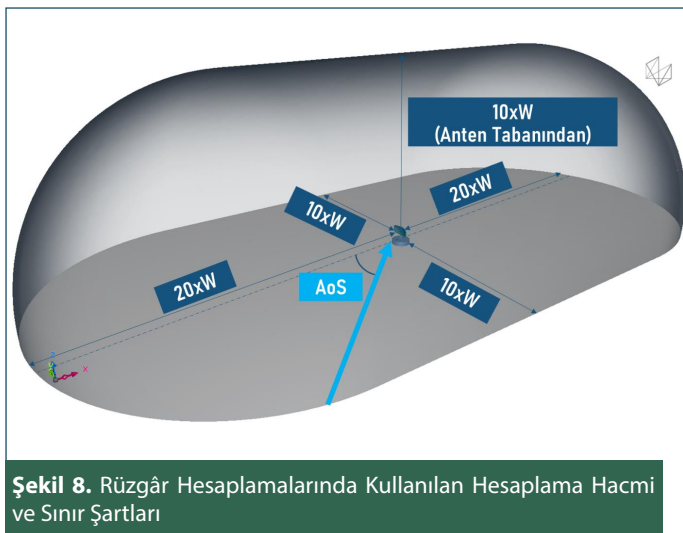 10xW
(Anten Tabanından)
10xW
20xW
20xW
AoS
10xW
z
x
Şekil 8. Rüzgâr Hesaplamalarında Kullanılan Hesaplama Hacmi
ve Sınır Şartları